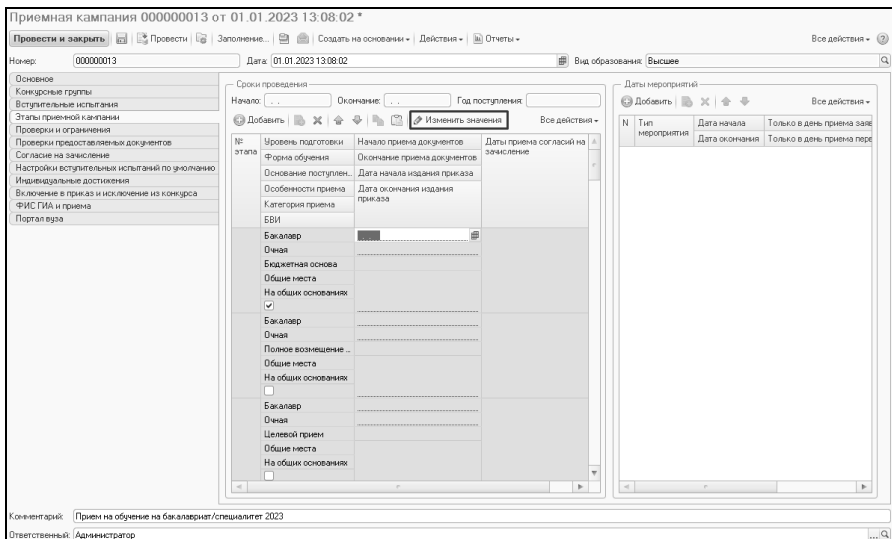 Приемная кампания 000000013 от 01.01.2023 13:08:02 *
Провести и закрыть Провести Заполнение... Создать на основании Действия Отчеты Все действия
Номер: 000000013 Дата: 01.01.2023 13:08:02 Вид образования: Высшее
Основное
Конкурсные группы
Вступительные испытания
Этапы приемной кампании
Проверки и ограничения
Проверки предоставляемых документов
Согласие на зачисление
Настройки вступительных испытаний по умолчанию
Индивидуальные достижения
Включение в приказ и исключение из конкурса
ФИС ГИА и приема
Портал вуза
Сроки проведения
Начало: . . Окончание: . . Год поступления:
Добавить Изменить значения Все действия
№ этапа Уровень подготовки Начало приема документов Даты приема согласий на зачисление
Форма обучения Окончание приема документов
Основание поступлен... Дата начала издания приказа
Особенности приема Дата окончания издания приказа
Категория приема
БВИ
Бакалавр
Очная
Бюджетная основа
Общие места
На общих основаниях
Бакалавр
Очная
Полное возмещение ...
Общие места
На общих основаниях
Бакалавр
Очная
Целевой прием
Общие места
На общих основаниях
Даты мероприятий
Добавить Все действия
N Тип мероприятия Дата начала Только в день приема заяв
Дата окончания Только в день приема пере
Комментарий: Прием на обучение на бакалавриат/специалитет 2023
Ответственный: Администратор